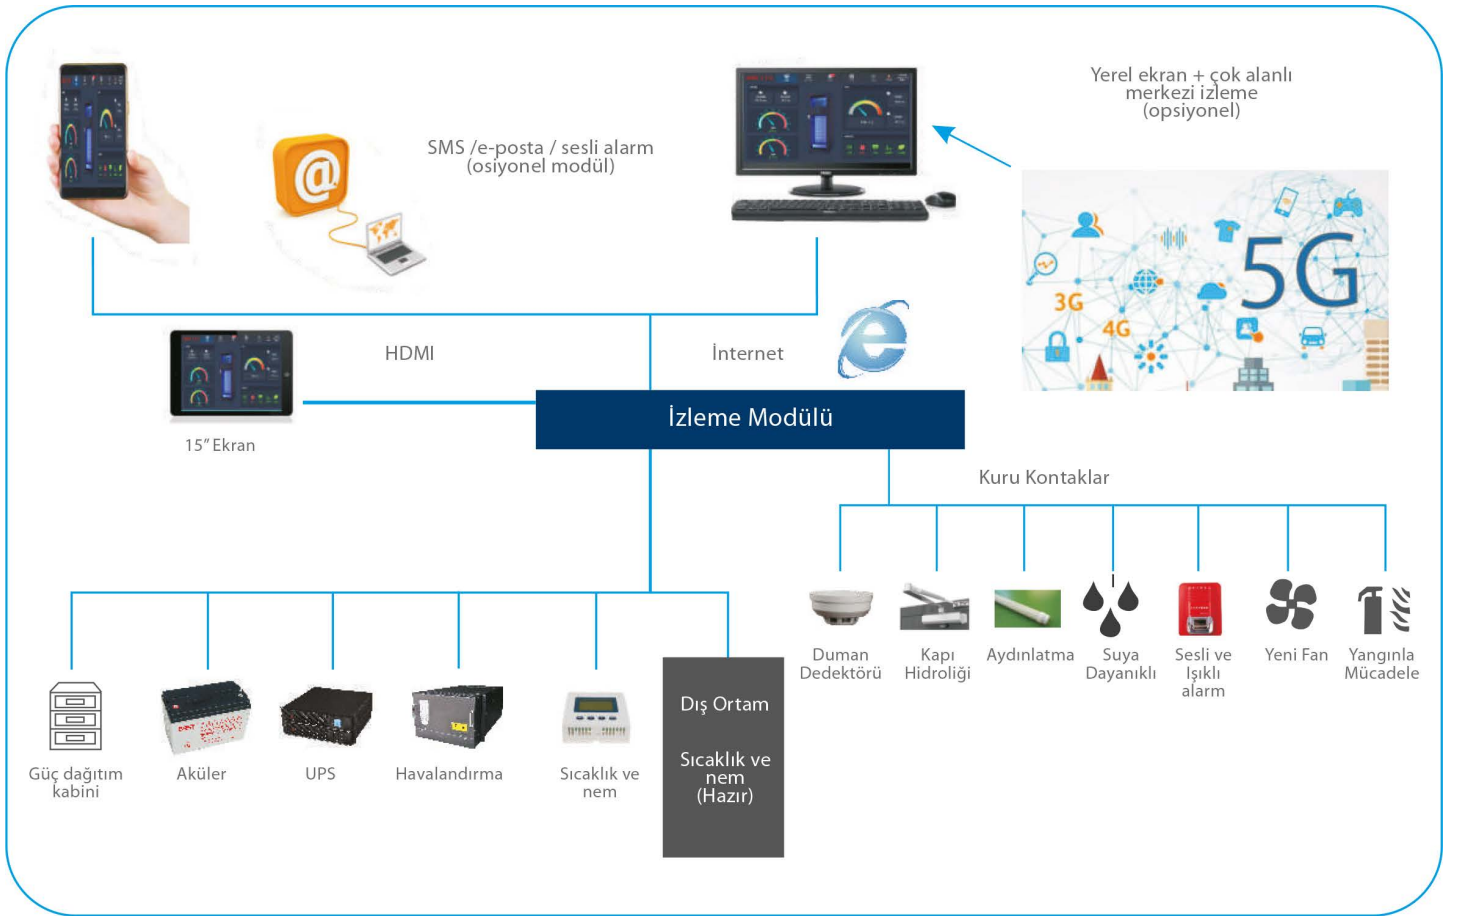 Yerel ekran + çok alanlı
merkezi izleme
(opsiyonel)
SMS /e-posta / sesli alarm
(osiyonel modül)
@
5G
3G
4G
HDMI
İnternet
15” Ekran
İzleme Modülü
Kuru Kontaklar
Duman
Dedektörü
Kapı
Hidroliği
Aydınlatma
Suya
Dayanıklı
Sesli ve
Işıklı
alarm
Yeni Fan
Yangınla
Mücadele
Güç dağıtım
kabini
Aküler
UPS
Havalandırma
Sıcaklık ve
nem
Dış Ortam
Sıcaklık ve
nem
(Hazır)